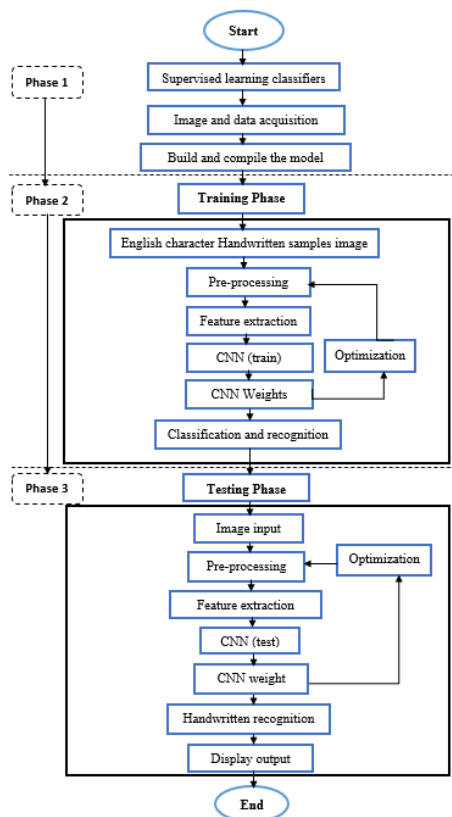 Start
Phase 1
Supervised learning classifiers
Image and data acquisition
Build and compile the model
Phase 2
Training Phase
English character Handwritten samples image
Pre-processing
Feature extraction
CNN (train)
Optimization
CNN Weights
Classification and recognition
Phase 3
Testing Phase
Image input
Pre-processing
Optimization
Feature extraction
CNN (test)
CNN weight
Handwritten recognition
Display output
End